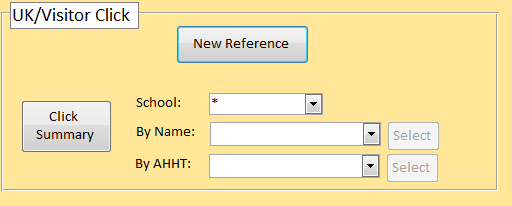 UK/Visitor Click
New Reference
School: *
Click
Summary
By Name: Select
By AHHT: Select